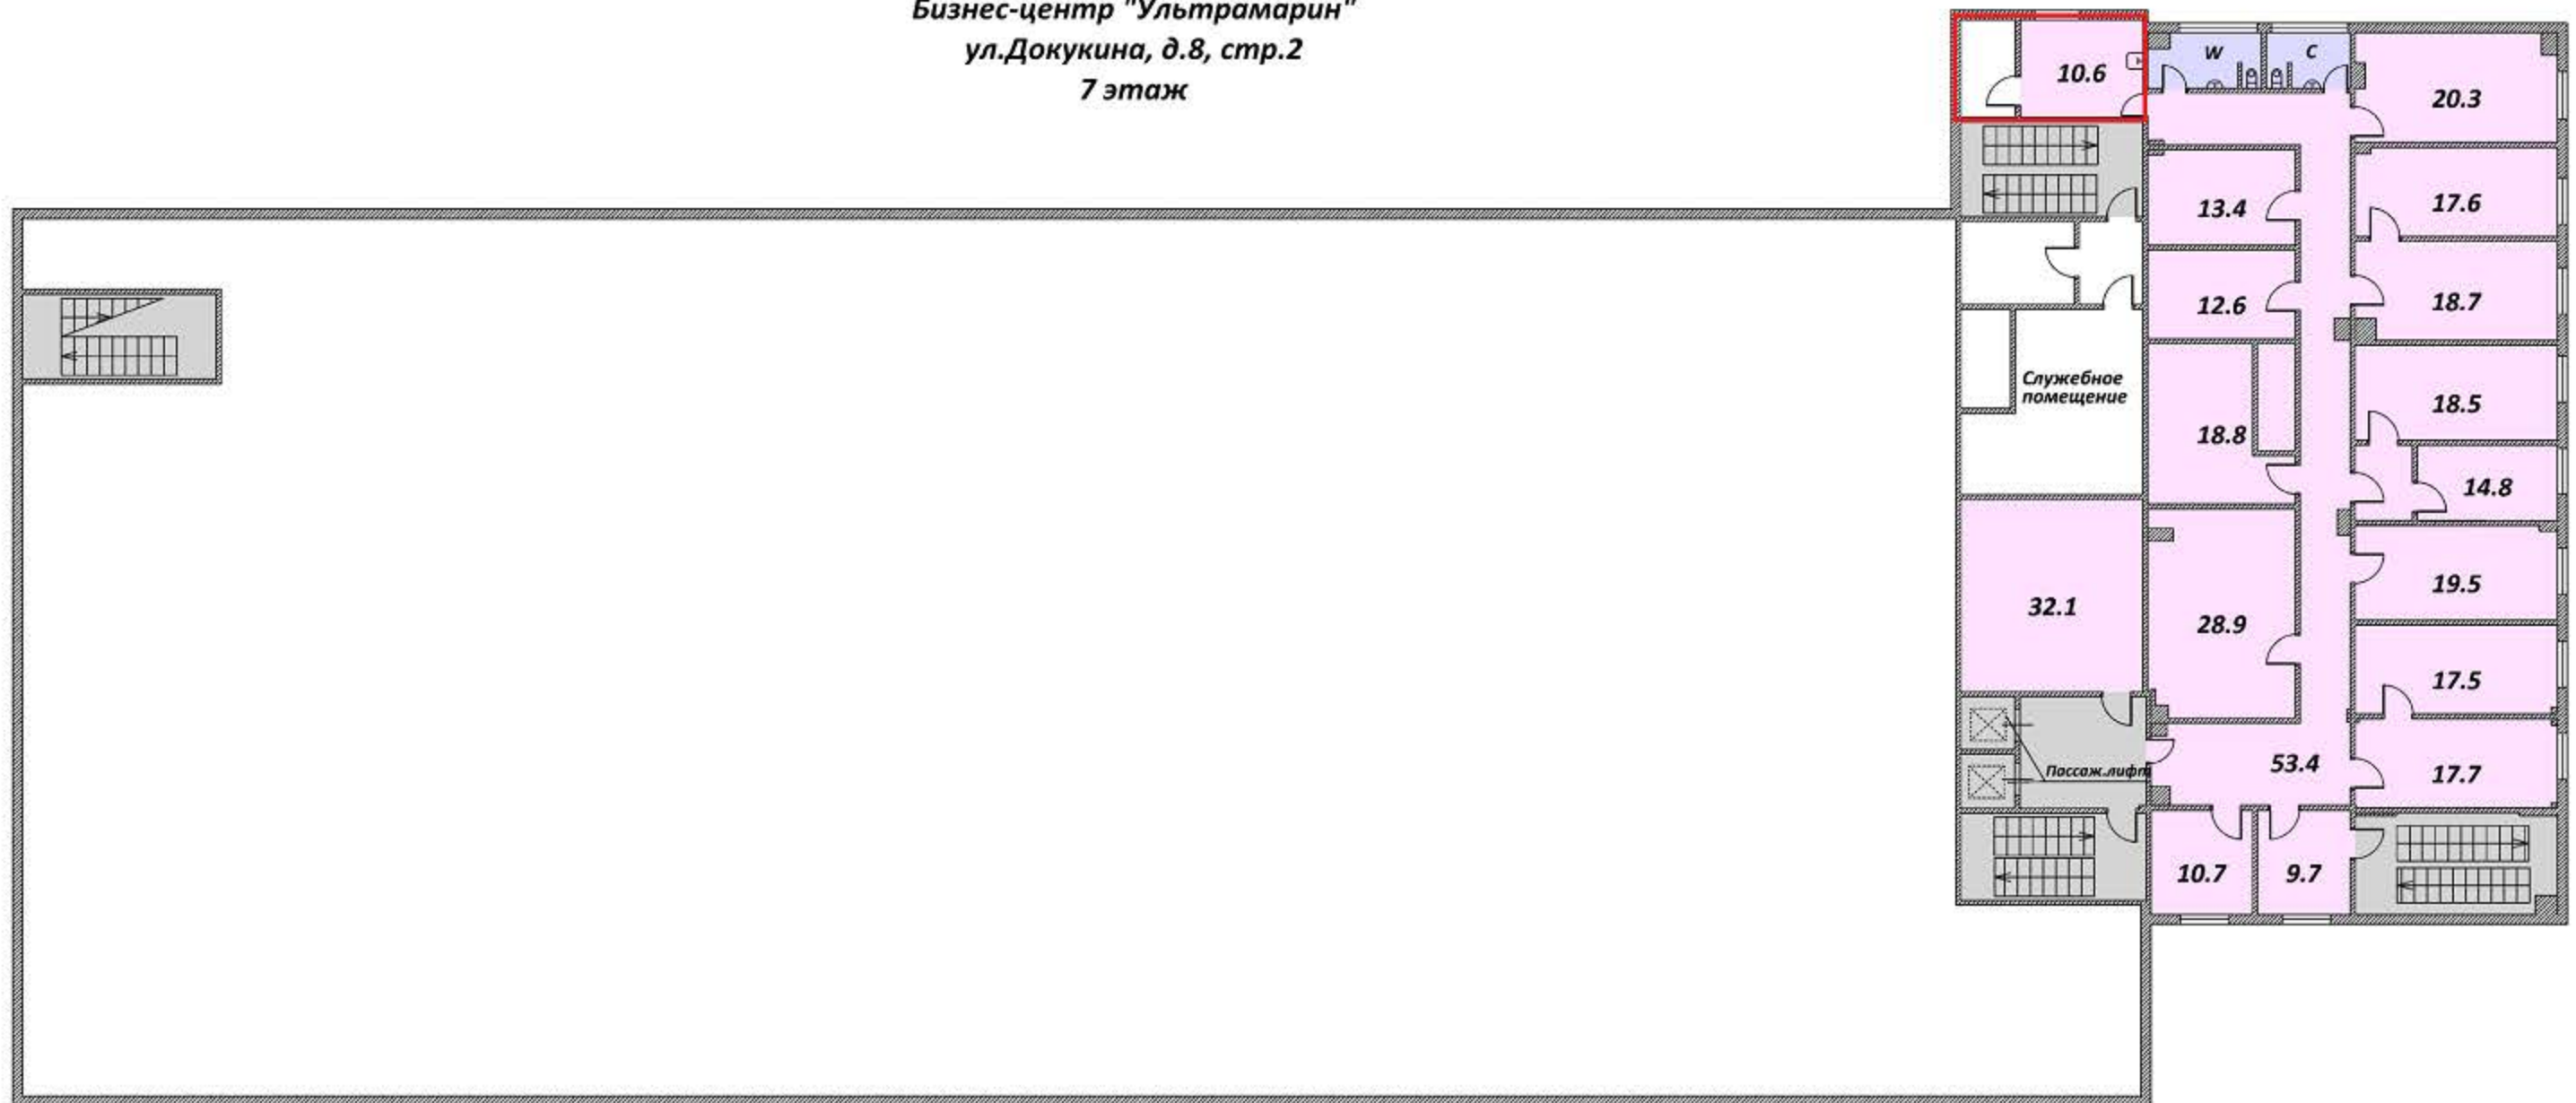 Бизнес-центр "Ультрамарин"
ул.Докукина, д.8, стр.2
7 этаж
10.6
W
C
20.3
13.4
17.6
12.6
18.7
Служебное
помещение
18.8
18.5
14.8
32.1
28.9
19.5
17.5
Пассаж.лифт
53.4
17.7
10.7
9.7